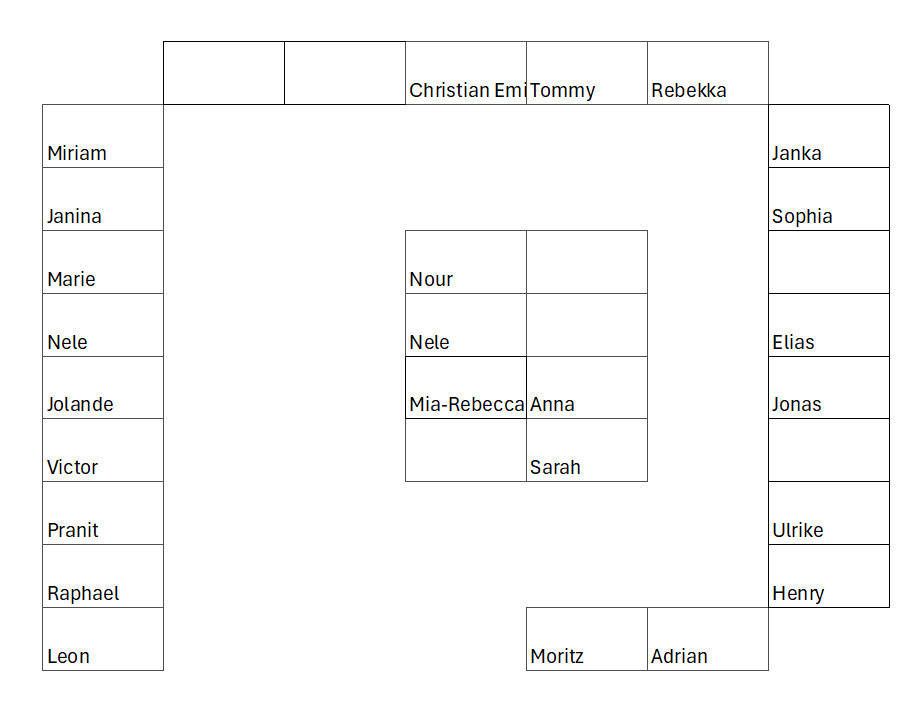 Christian Emi Tommy Rebekka
Miriam Janka
Janina Sophia
Marie Nour
Nele Nele Elias
Jolande Mia-Rebecca Anna Jonas
Victor Sarah
Pranit Ulrike
Raphael Henry
Leon Moritz Adrian